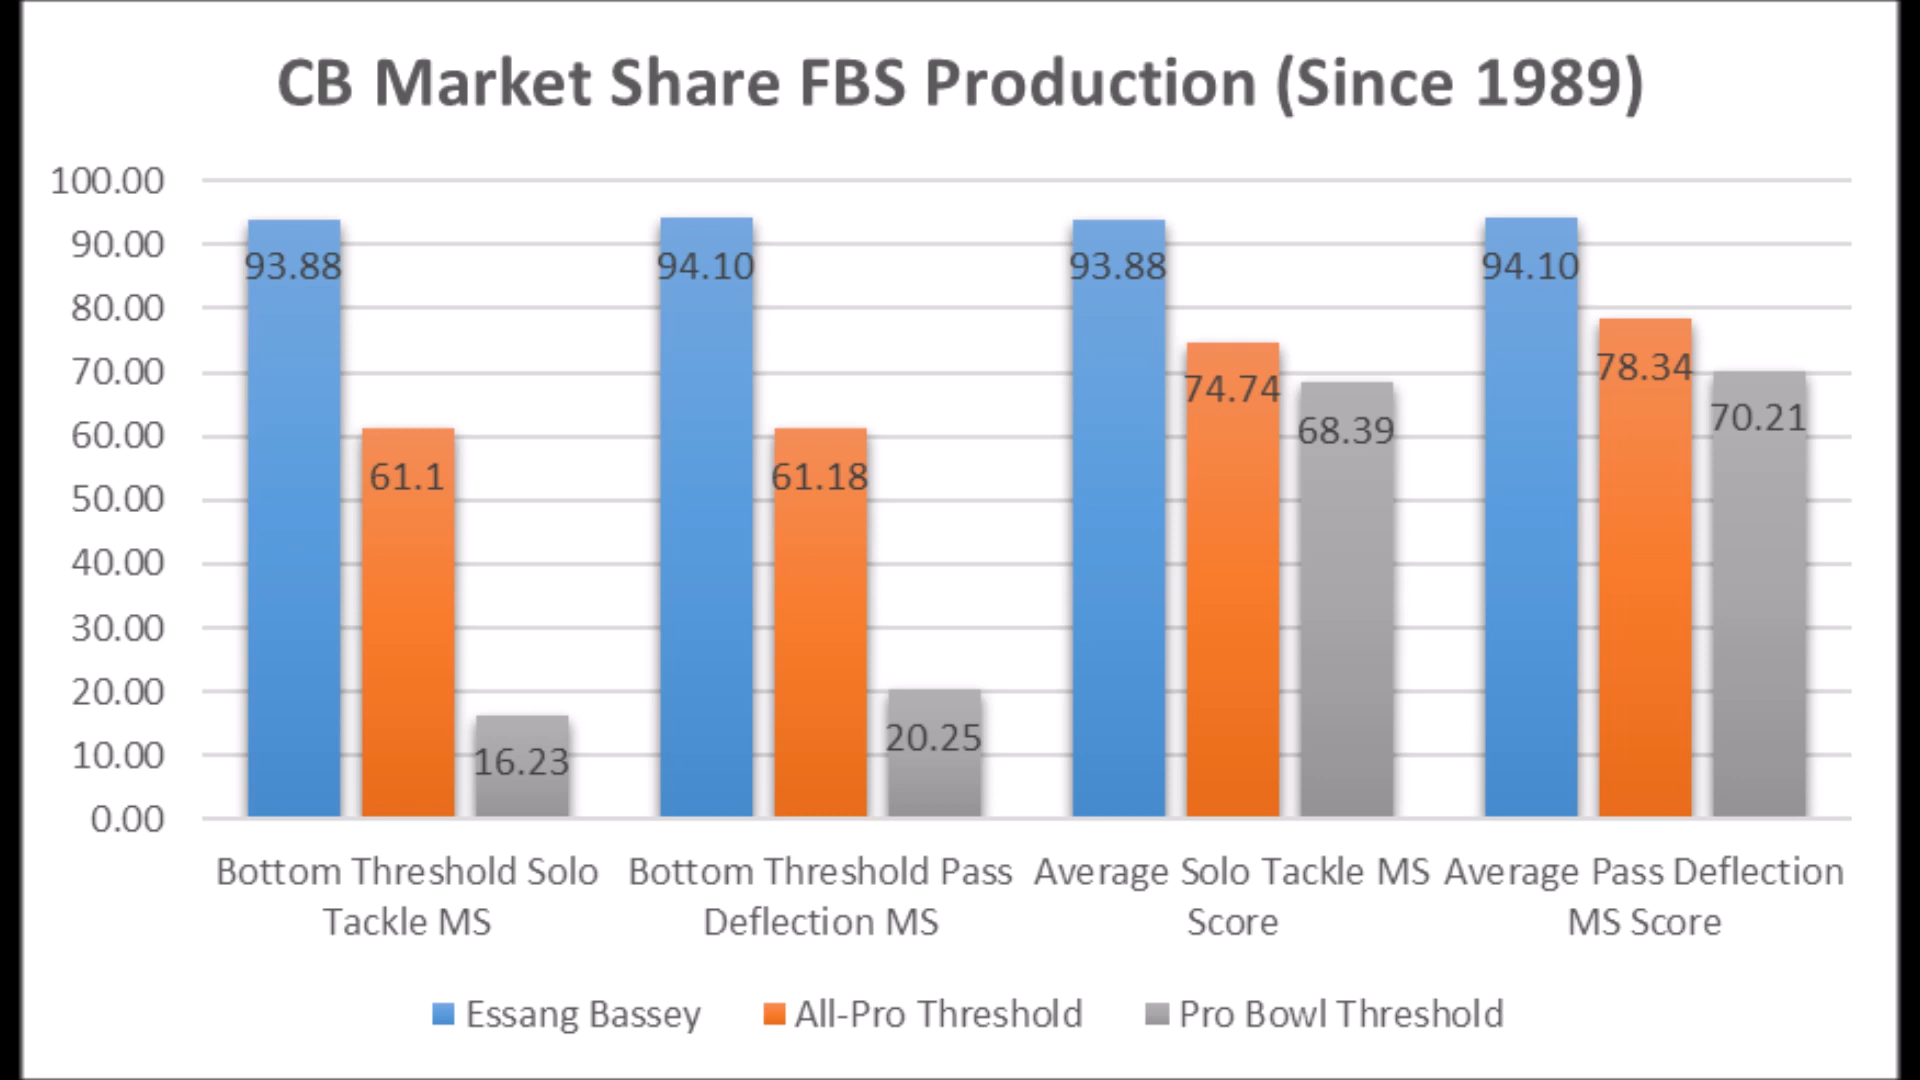 CB Market Share FBS Production (Since 1989)
100.00
90.00
80.00
70.00
60.00
50.00
40.00
30.00
20.00
10.00
0.00
93.88
61.1
16.23
94.10
61.18
20.25
93.88
74.74
68.39
94.10
78.34
70.21
Bottom Threshold Solo
Tackle MS
Bottom Threshold Pass
Deflection MS
Average Solo Tackle MS
Score
Average Pass Deflection
MS Score
Essang Bassey
All-Pro Threshold
Pro Bowl Threshold